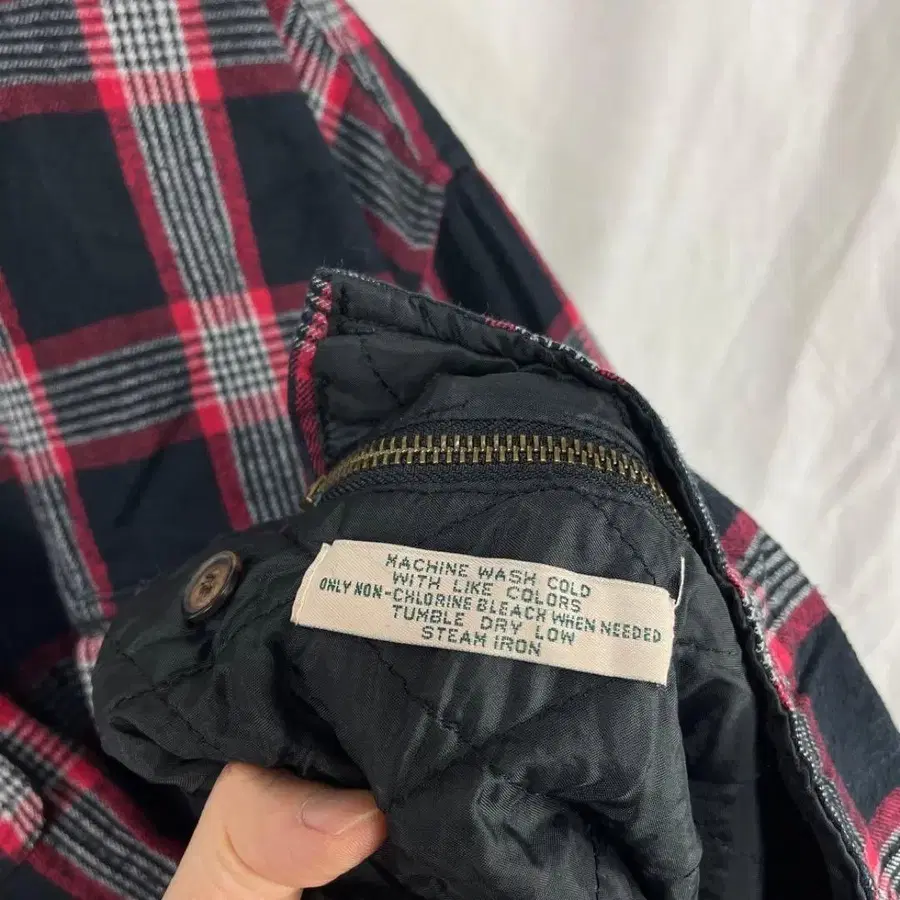 MACHINE WASH COLD
WITH LIKE COLORS
ONLY NON-CHLORINE BLEACH WHEN NEEDED
TUMBLE DRY LOW
STEAM IRON